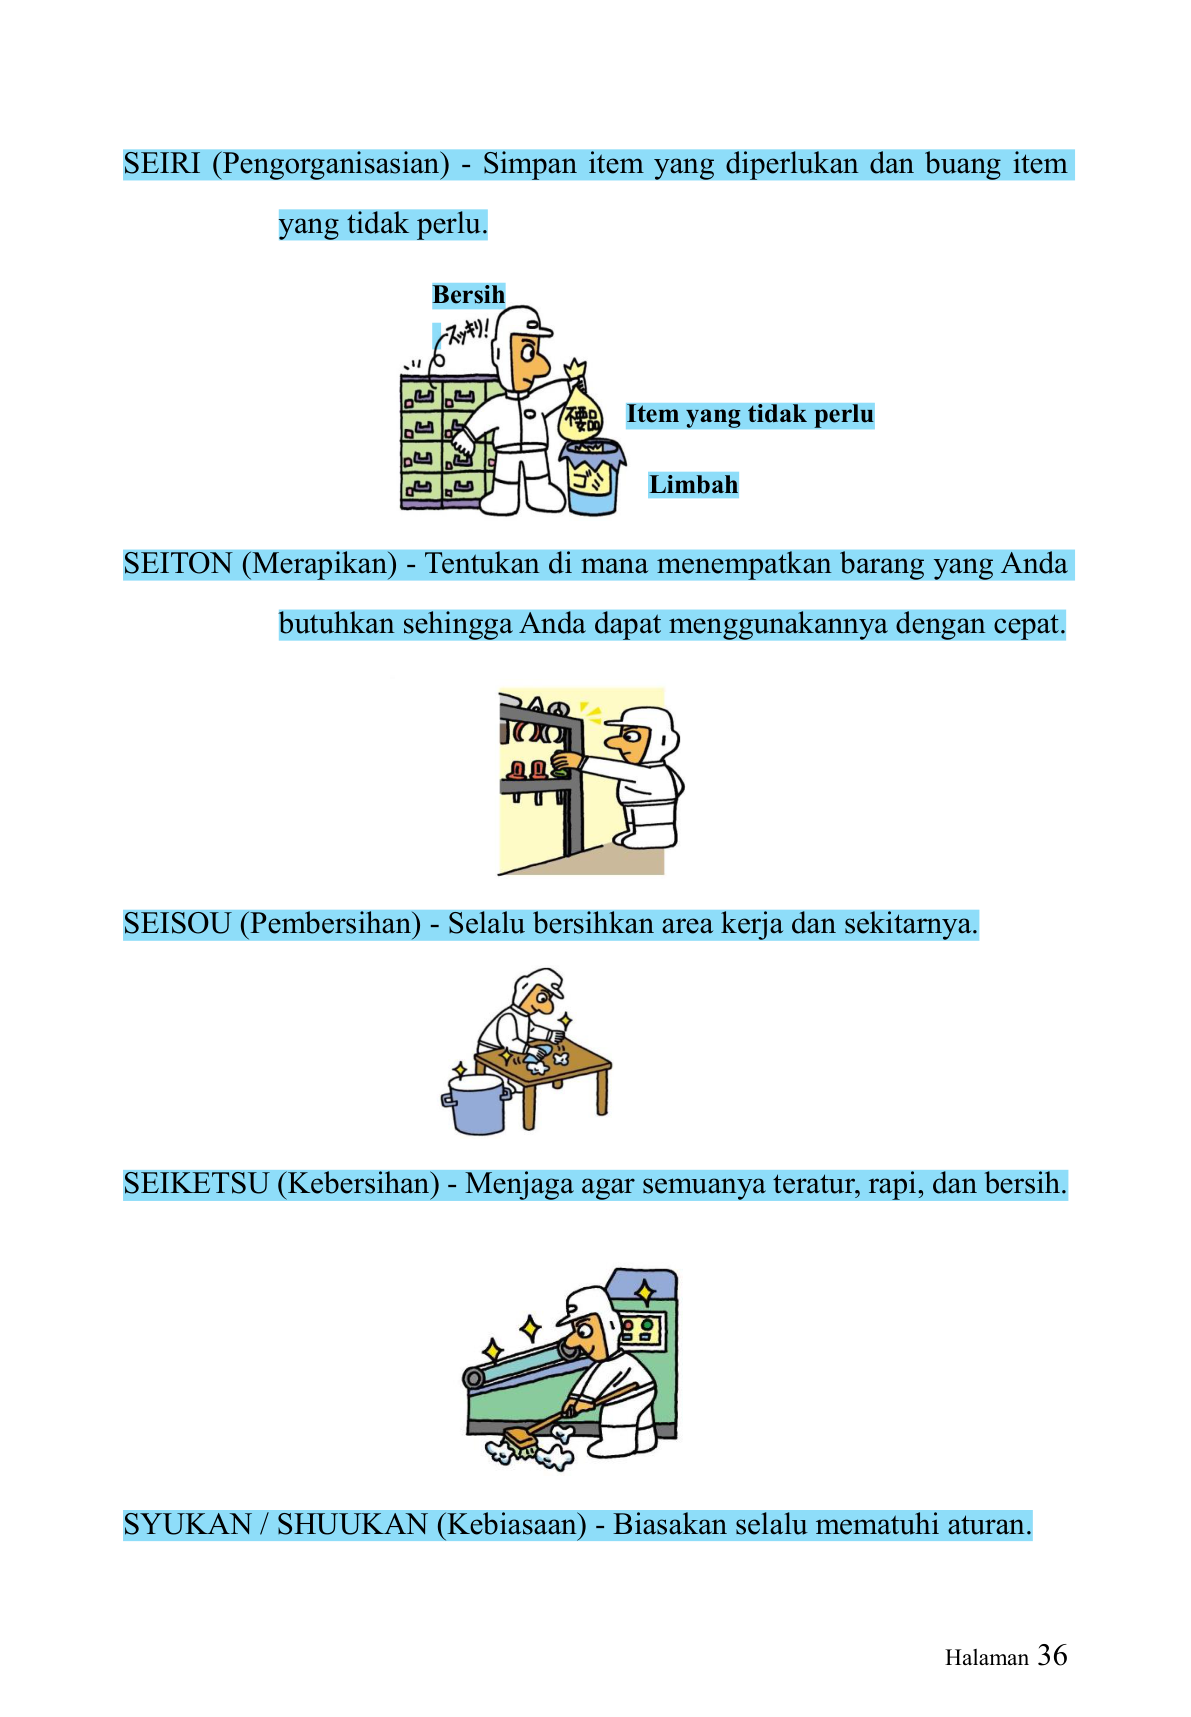 SEIRI (Pengorganisasian) - Simpan item yang diperlukan dan buang item
yang tidak perlu.
Bersih
スッキリ!
不要品
Item yang tidak perlu
ゴミ
Limbah
SEITON (Merapikan) - Tentukan di mana menempatkan barang yang Anda
butuhkan sehingga Anda dapat menggunakannya dengan cepat.
SEISOU (Pembersihan) - Selalu bersihkan area kerja dan sekitarnya.
SEIKETSU (Kebersihan) - Menjaga agar semuanya teratur, rapi, dan bersih.
SYUKAN / SHUUKAN (Kebiasaan) - Biasakan selalu mematuhi aturan.
Halaman 36